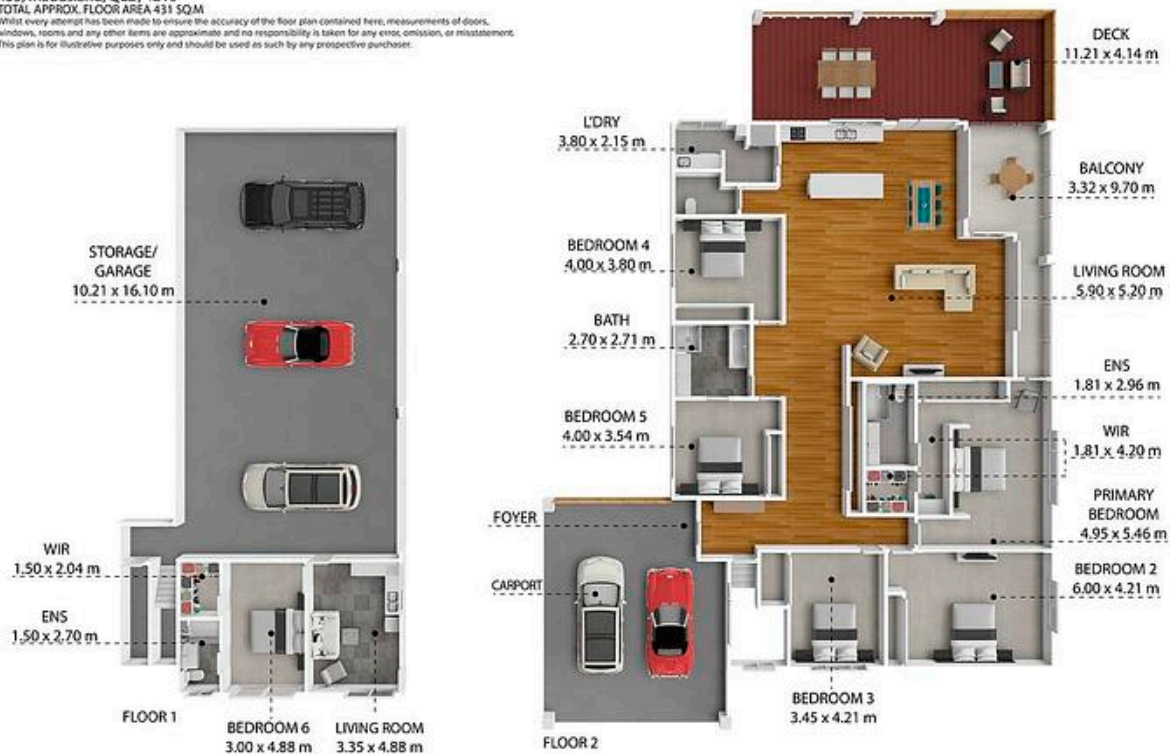 TOTAL APPROX. FLOOR AREA 431 SQ.M
Whilst every attempt has been made to ensure the accuracy of the floor plan contained here, measurements of doors,
windows, rooms and any other items are approximate and no responsibility is taken for any error, omission, or misstatement.
This plan is for illustrative purposes only and should be used as such by any prospective purchaser.
STORAGE/
GARAGE
10.21 x 16.10 m
WIR
1.50 x 2.04 m
ENS
1.50 x 2.70 m
FLOOR 1
BEDROOM 6
3.00 x 4.88 m
LIVING ROOM
3.35 x 4.88 m
DECK
11.21 x 4.14 m
L'DRY
3.80 x 2.15 m
BALCONY
3.32 x 9.70 m
BEDROOM 4
4.00 x 3.80 m
LIVING ROOM
5.90 x 5.20 m
BATH
2.70 x 2.71 m
ENS
1.81 x 2.96 m
BEDROOM 5
4.00 x 3.54 m
WIR
1.81 x 4.20 m
PRIMARY
BEDROOM
4.95 x 5.46 m
FOYER
CARPORT
BEDROOM 2
6.00 x 4.21 m
BEDROOM 3
3.45 x 4.21 m
FLOOR 2